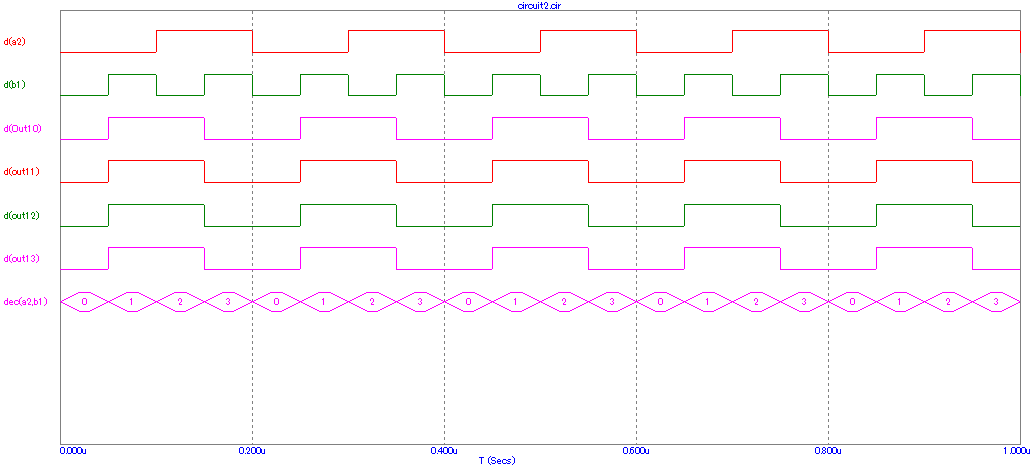 circuit2.cir
d(a2)
d(b1)
d(Out10)
d(out11)
d(out12)
d(out13)
dec(a2,b1) 0 1 2 3 0 1 2 3 0 1 2 3 0 1 2 3 0 1 2 3
0.000u 0.200u 0.400u 0.600u 0.800u 1.000u
T (Secs)